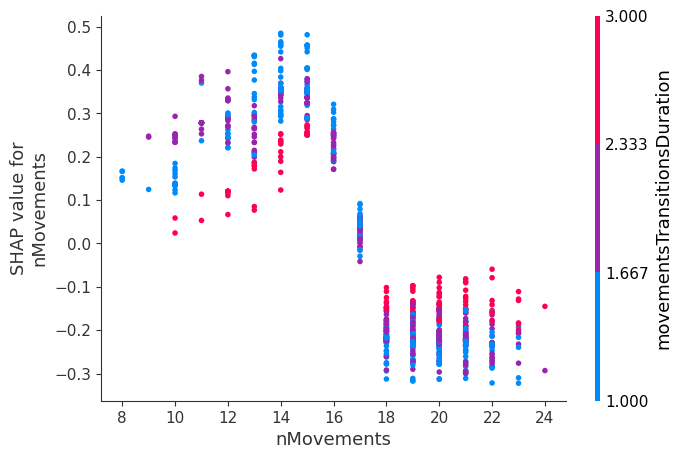 0.5
0.4
0.3
0.2
0.1
0.0
−0.1
−0.2
−0.3
SHAP value for
nMovements
8 10 12 14 16 18 20 22 24
nMovements
3.000
2.333
1.667
1.000
movementsTransitionsDuration